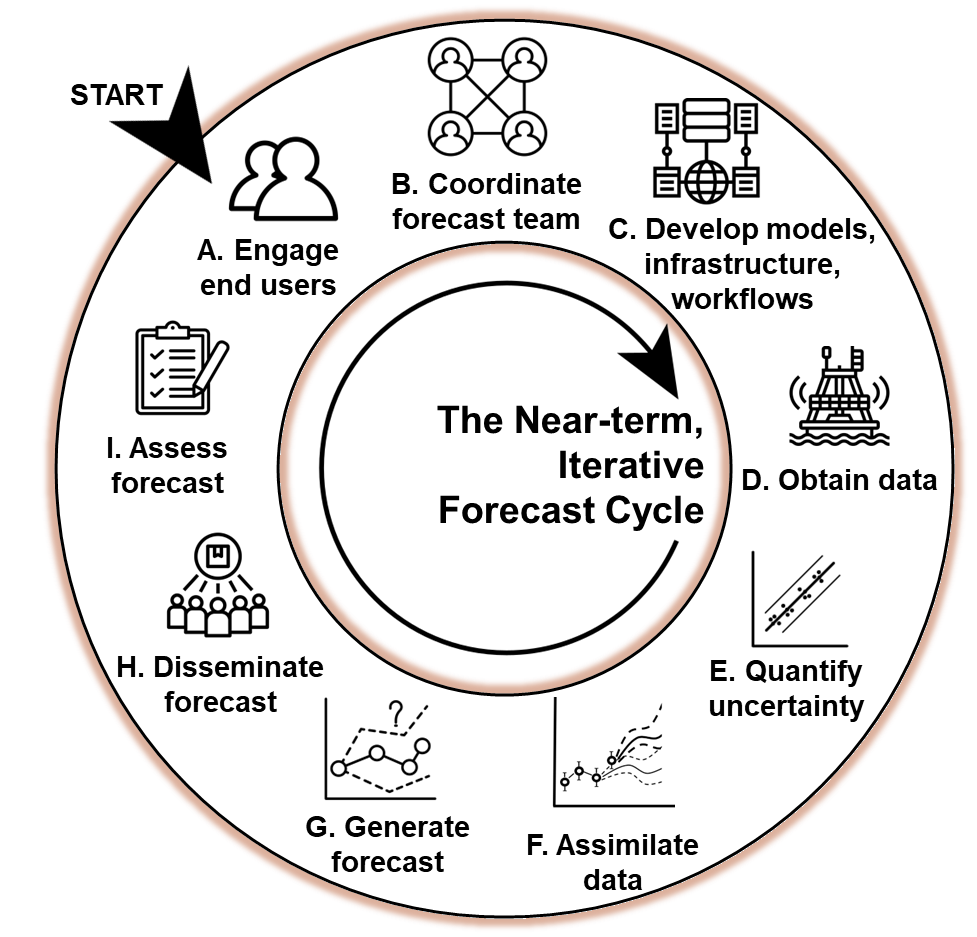 START
A. Engage
end users
B. Coordinate
forecast team
C. Develop models,
infrastructure,
workflows
D. Obtain data
E. Quantify
uncertainty
F. Assimilate
data
?
G. Generate
forecast
H. Disseminate
forecast
I. Assess
forecast
The Near-term,
Iterative
Forecast Cycle